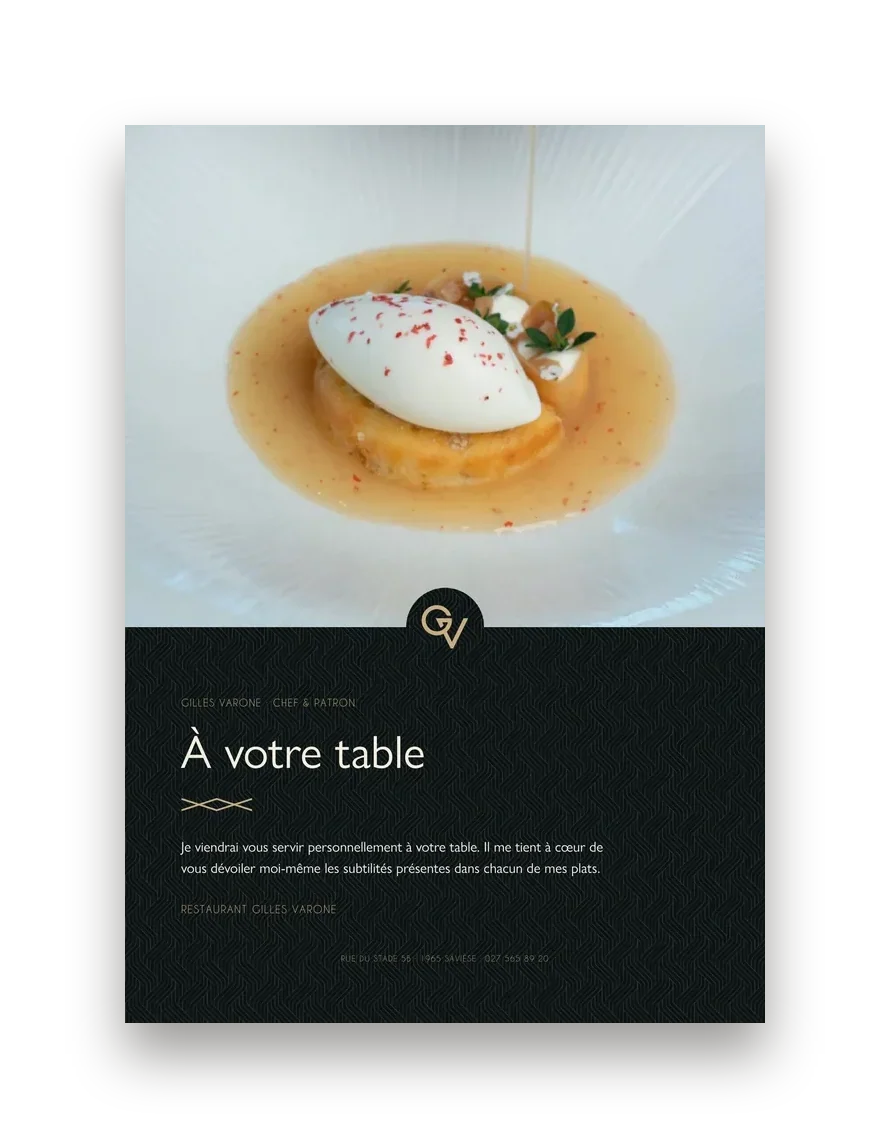 GV
GILLES VARONE · CHEF & PATRON
À votre table
Je viendrai vous servir personnellement à votre table. Il me tient à cœur de
vous dévoiler moi-même les subtilités présentes dans chacun de mes plats.
RESTAURANT GILLES VARONE
RUE DU STADE 5B · 1965 SAVIÈSE · 027 565 89 20